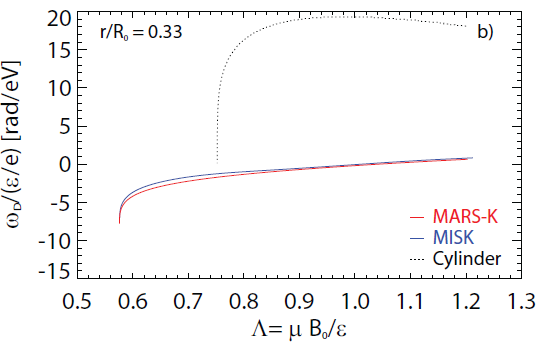 r/R₀ = 0.33
b)
20
15
10
5
0
-5
-10
-15
ω_D/(ε/e) [rad/eV]
MARS-K
MISK
Cylinder
0.5 0.6 0.7 0.8 0.9 1.0 1.1 1.2 1.3
Λ= μ B₀/ε